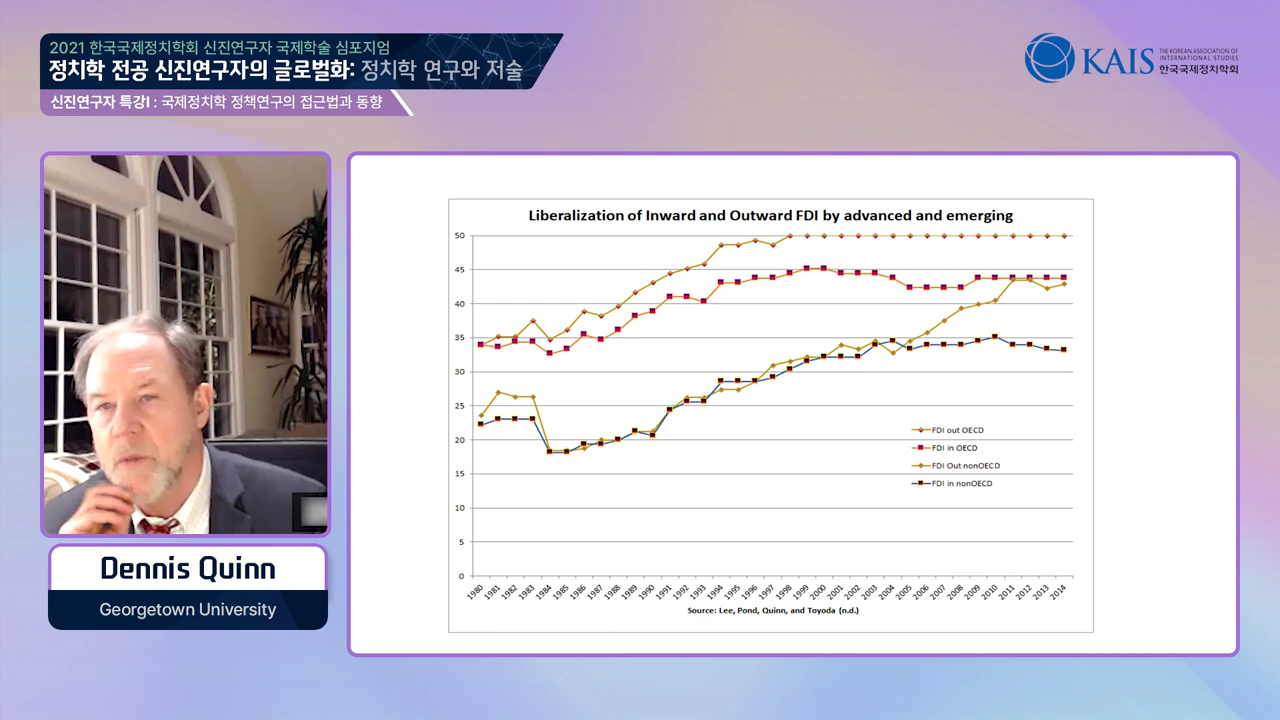 2021 한국국제정치학회 신진연구자 국제학술 심포지엄
정치학 전공 신진연구자의 글로벌화: 정치학 연구와 저술
신진연구자 특강I : 국제정치학 정책연구의 접근법과 동향
KAIS
THE KOREAN ASSOCIATION OF
INTERNATIONAL STUDIES
한국국제정치학회
Liberalization of Inward and Outward FDI by advanced and emerging
50
45
40
35
30
25
20
15
10
5
0
FDI out OECD
FDI in OECD
FDI Out nonOECD
FDI in nonOECD
1980 1981 1982 1983 1984 1985 1986 1987 1988 1989 1990 1991 1992 1993 1994 1995 1996 1997 1998 1999 2000 2001 2002 2003 2004 2005 2006 2007 2008 2009 2010 2011 2012 2013 2014
Source: Lee, Pond, Quinn, and Toyoda (n.d.)
Dennis Quinn
Georgetown University